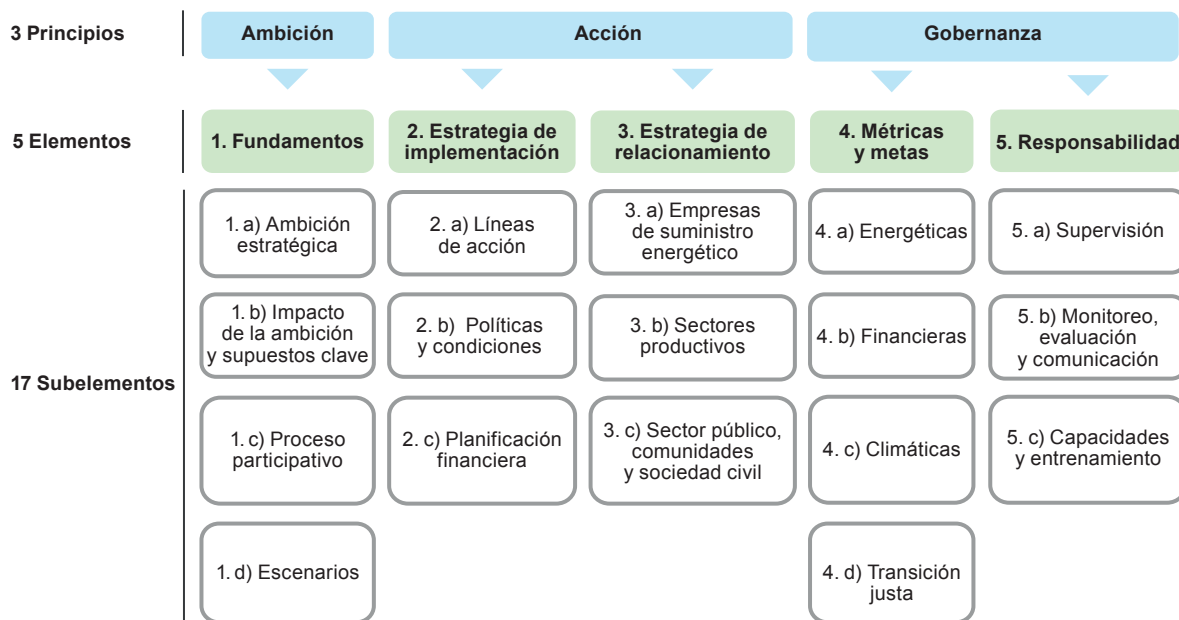 3 Principios
Ambición
Acción
Gobernanza
5 Elementos
1. Fundamentos
2. Estrategia de
implementación
3. Estrategia de
relacionamiento
4. Métricas
y metas
5. Responsabilidad
17 Subelementos
1. a) Ambición
estratégica
2. a) Líneas
de acción
3. a) Empresas
de suministro
energético
4. a) Energéticas
5. a) Supervisión
1. b) Impacto
de la ambición
y supuestos clave
2. b) Políticas
y condiciones
3. b) Sectores
productivos
4. b) Financieras
5. b) Monitoreo,
evaluación
y comunicación
1. c) Proceso
participativo
2. c) Planificación
financiera
3. c) Sector público,
comunidades
y sociedad civil
4. c) Climáticas
5. c) Capacidades
y entrenamiento
1. d) Escenarios
4. d) Transición
justa